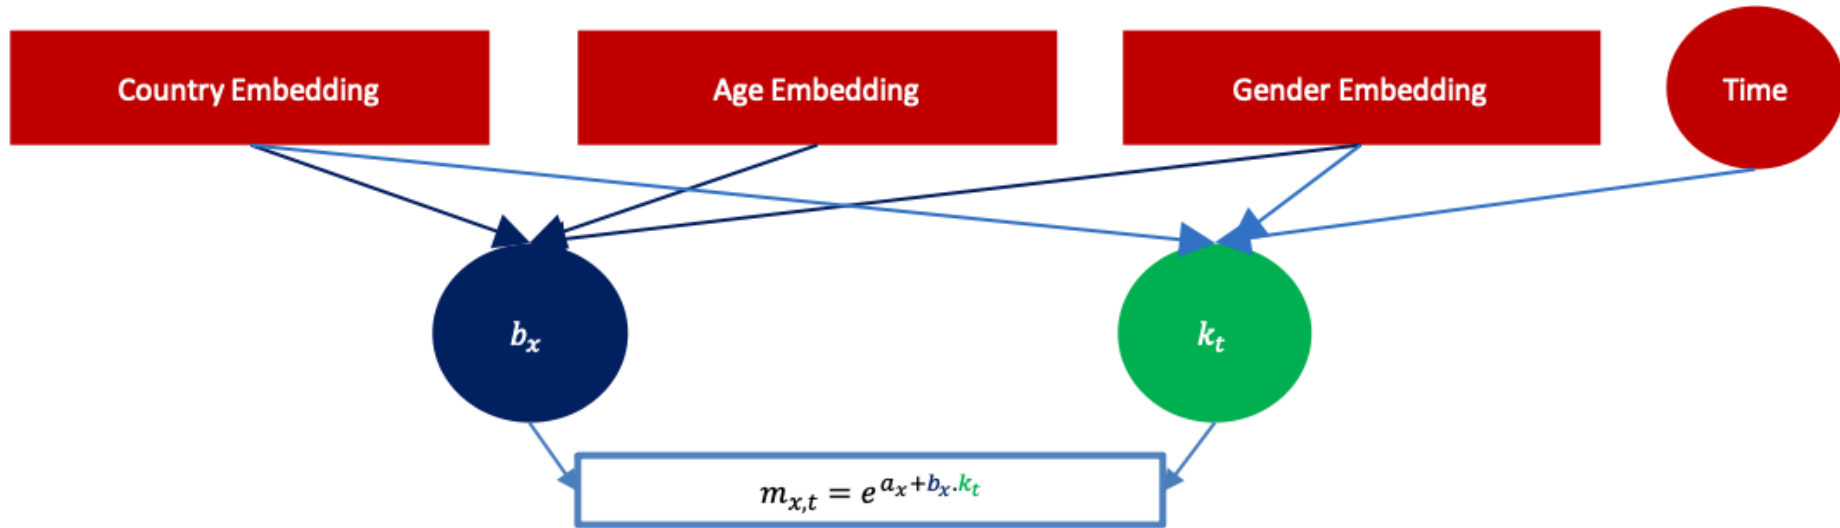 Country Embedding
Age Embedding
Gender Embedding
Time
b_x
k_t
m_{x,t} = e^{a_x+b_x.k_t}